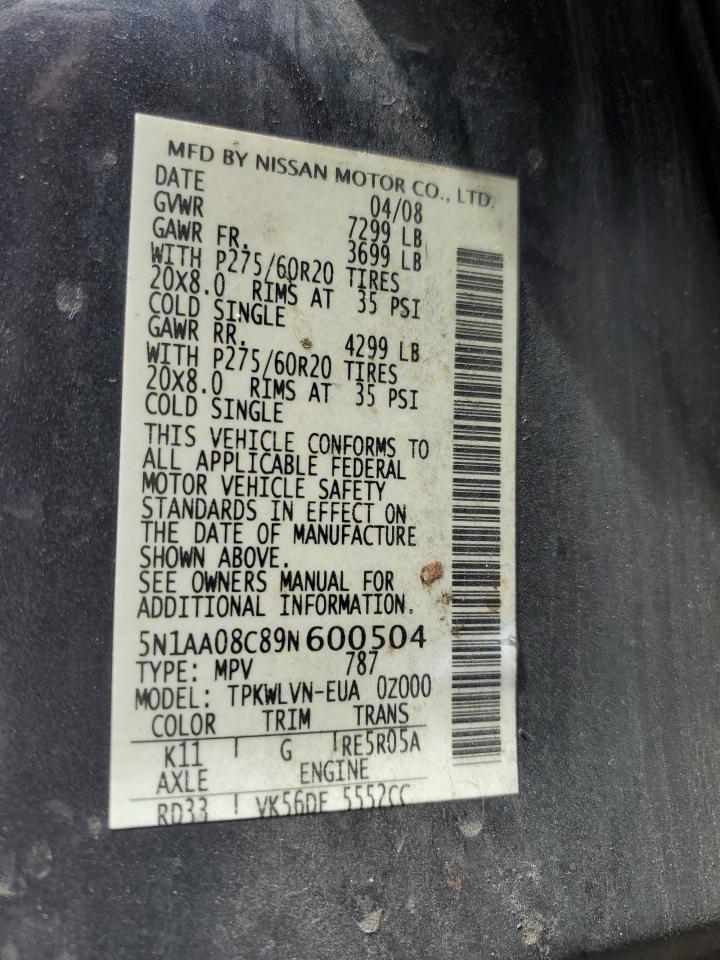 MFD BY NISSAN MOTOR CO., LTD.
DATE 04/08
GVWR 7299 LB
GAWR FR. 3699 LB
WITH P275/60R20 TIRES
20X8.0 RIMS AT 35 PSI
COLD SINGLE
GAWR RR. 4299 LB
WITH P275/60R20 TIRES
20X8.0 RIMS AT 35 PSI
COLD SINGLE
THIS VEHICLE CONFORMS TO
ALL APPLICABLE FEDERAL
MOTOR VEHICLE SAFETY
STANDARDS IN EFFECT ON
THE DATE OF MANUFACTURE
SHOWN ABOVE.
SEE OWNERS MANUAL FOR
ADDITIONAL INFORMATION.
5N1AA08C89N600504
TYPE: MPV 787
MODEL: TPKWLVN-EUA 0Z000
COLOR TRIM TRANS
K11 G RE5R05A
AXLE ENGINE
RD33 VK56DE 5552CC